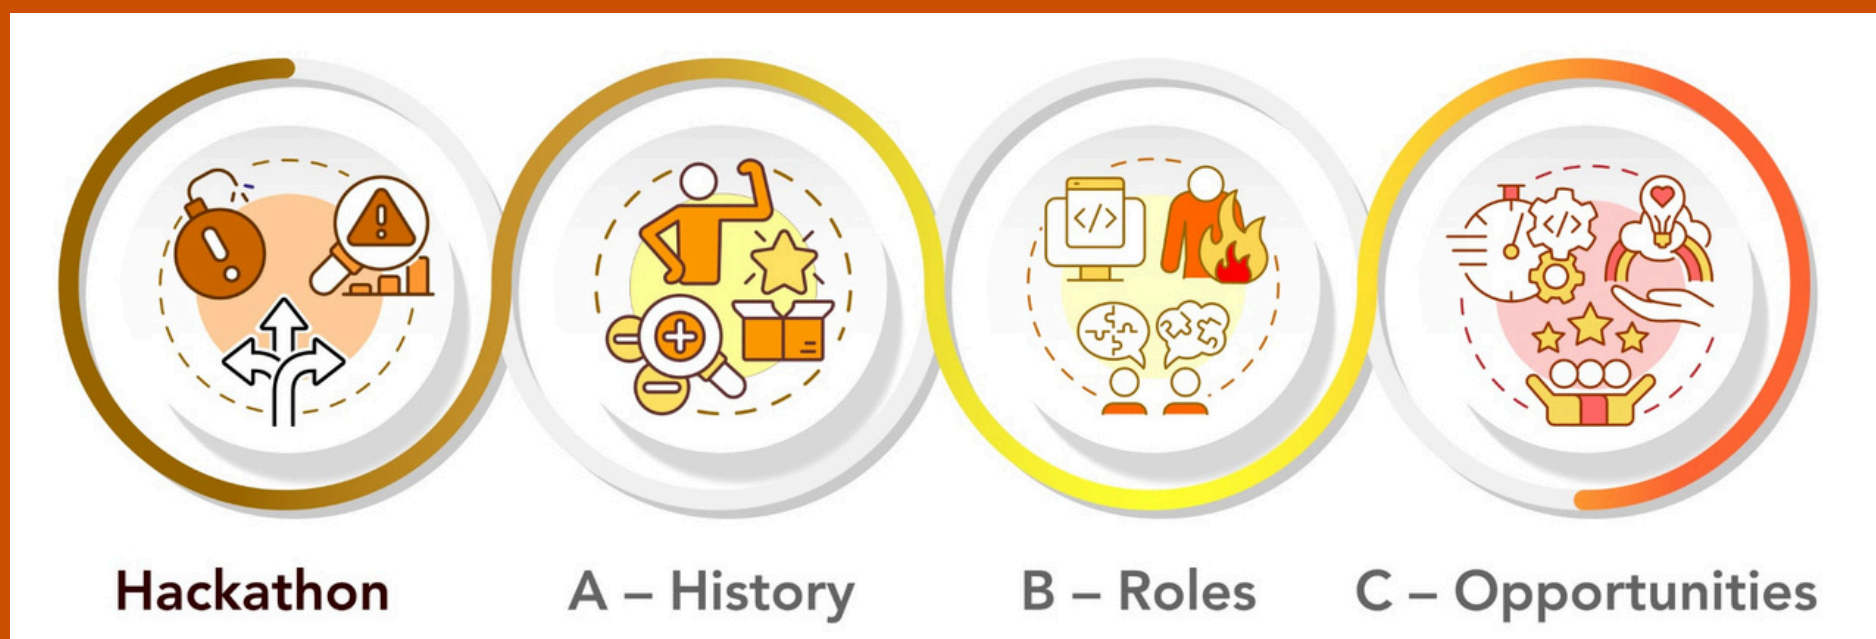 Hackathon
A – History
B – Roles
C – Opportunities